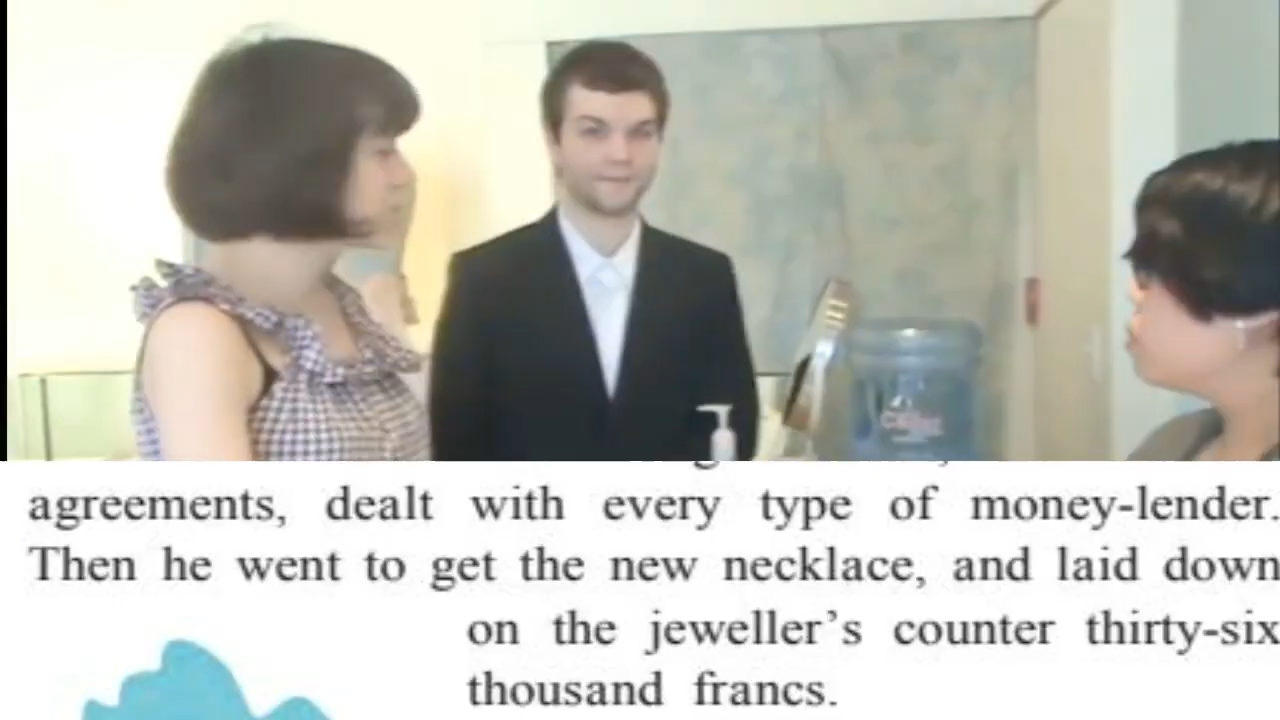 agreements, dealt with every type of money-lender.
Then he went to get the new necklace, and laid down
on the jeweller's counter thirty-six
thousand francs.